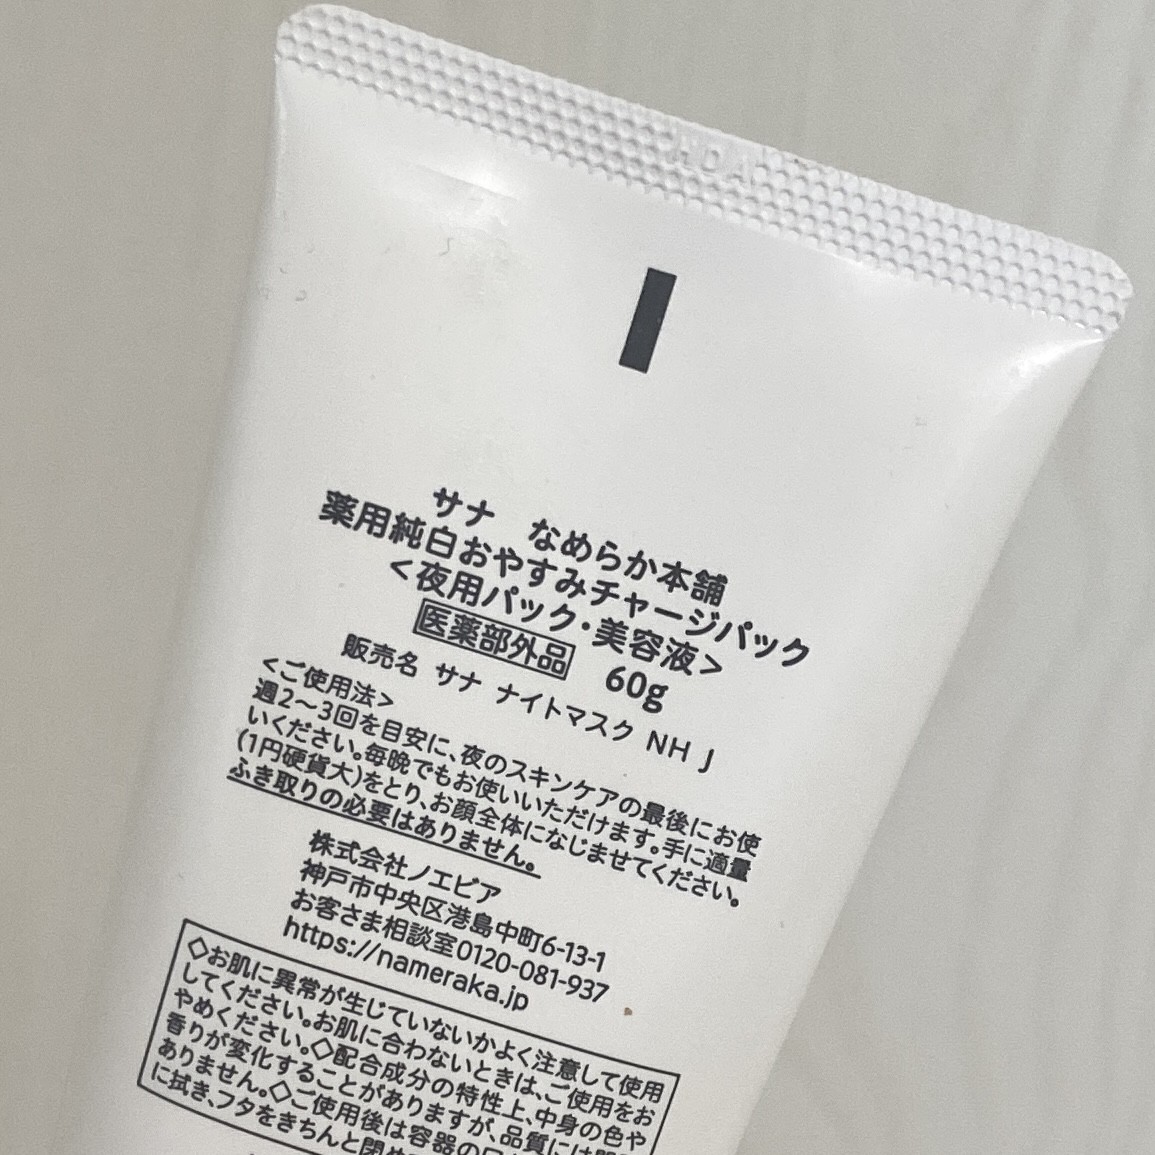 サナ なめらか本舗
薬用純白おやすみチャージパック
<夜用パック・美容液>
医薬部外品 60g
販売名 サナ ナイトマスク NH J
<ご使用法>
週2〜3回を目安に、夜のスキンケアの最後にお使
いください。毎晩でもお使いいただけます。手に適量
(1円硬貨大)をとり、お顔全体になじませてください。
ふき取りの必要はありません。
株式会社ノエビア
神戸市中央区港島中町6-13-1
お客さま相談室0120-081-937
https://nameraka.jp
◇お肌に異常が生じていないかよく注意して使用
してください。お肌に合わないときは、ご使用をお
やめください。◇配合成分の特性上、中身の色や
香りが変化することがありますが、品質には
ありません。◇ご使用後は容器の
に拭き、フタをきちんと閉め